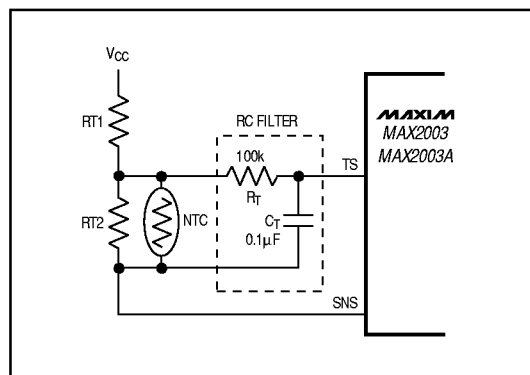 VCC
RT1
RC FILTER
MAXIM
MAX2003
MAX2003A
100k
TS
RT
RT2
NTC
CT
0.1µF
SNS